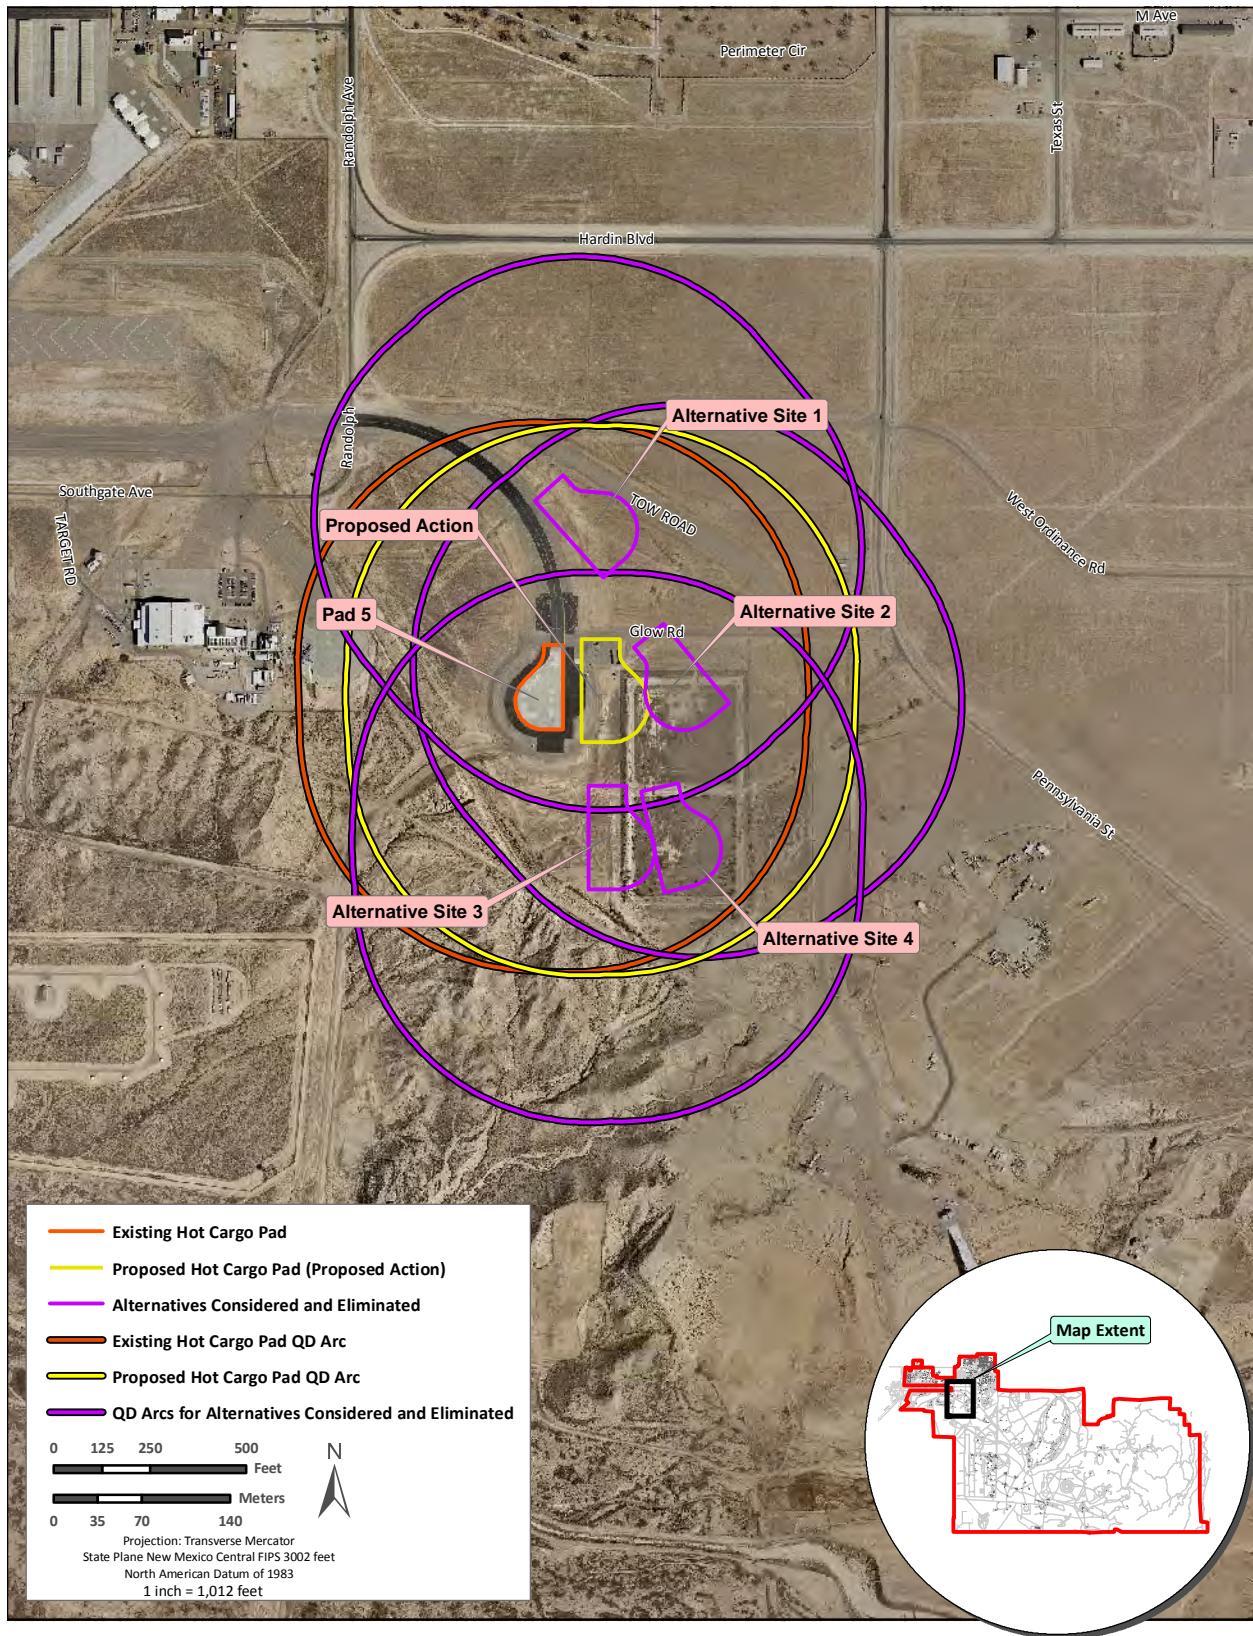 M Ave
Perimeter Cir
Randolph Ave
Texas St
Hardin Blvd
Alternative Site 1
Randolph
Southgate Ave
TOW ROAD
West Ordinance Rd
Proposed Action
TARGET RD
Pad 5
Alternative Site 2
Glow Rd
Pennsylvania St
Alternative Site 3
Alternative Site 4
Existing Hot Cargo Pad
Proposed Hot Cargo Pad (Proposed Action)
Alternatives Considered and Eliminated
Existing Hot Cargo Pad QD Arc
Proposed Hot Cargo Pad QD Arc
QD Arcs for Alternatives Considered and Eliminated
0 125 250 500
Feet
N
Meters
0 35 70 140
Projection: Transverse Mercator
State Plane New Mexico Central FIPS 3002 feet
North American Datum of 1983
1 inch = 1,012 feet
Map Extent